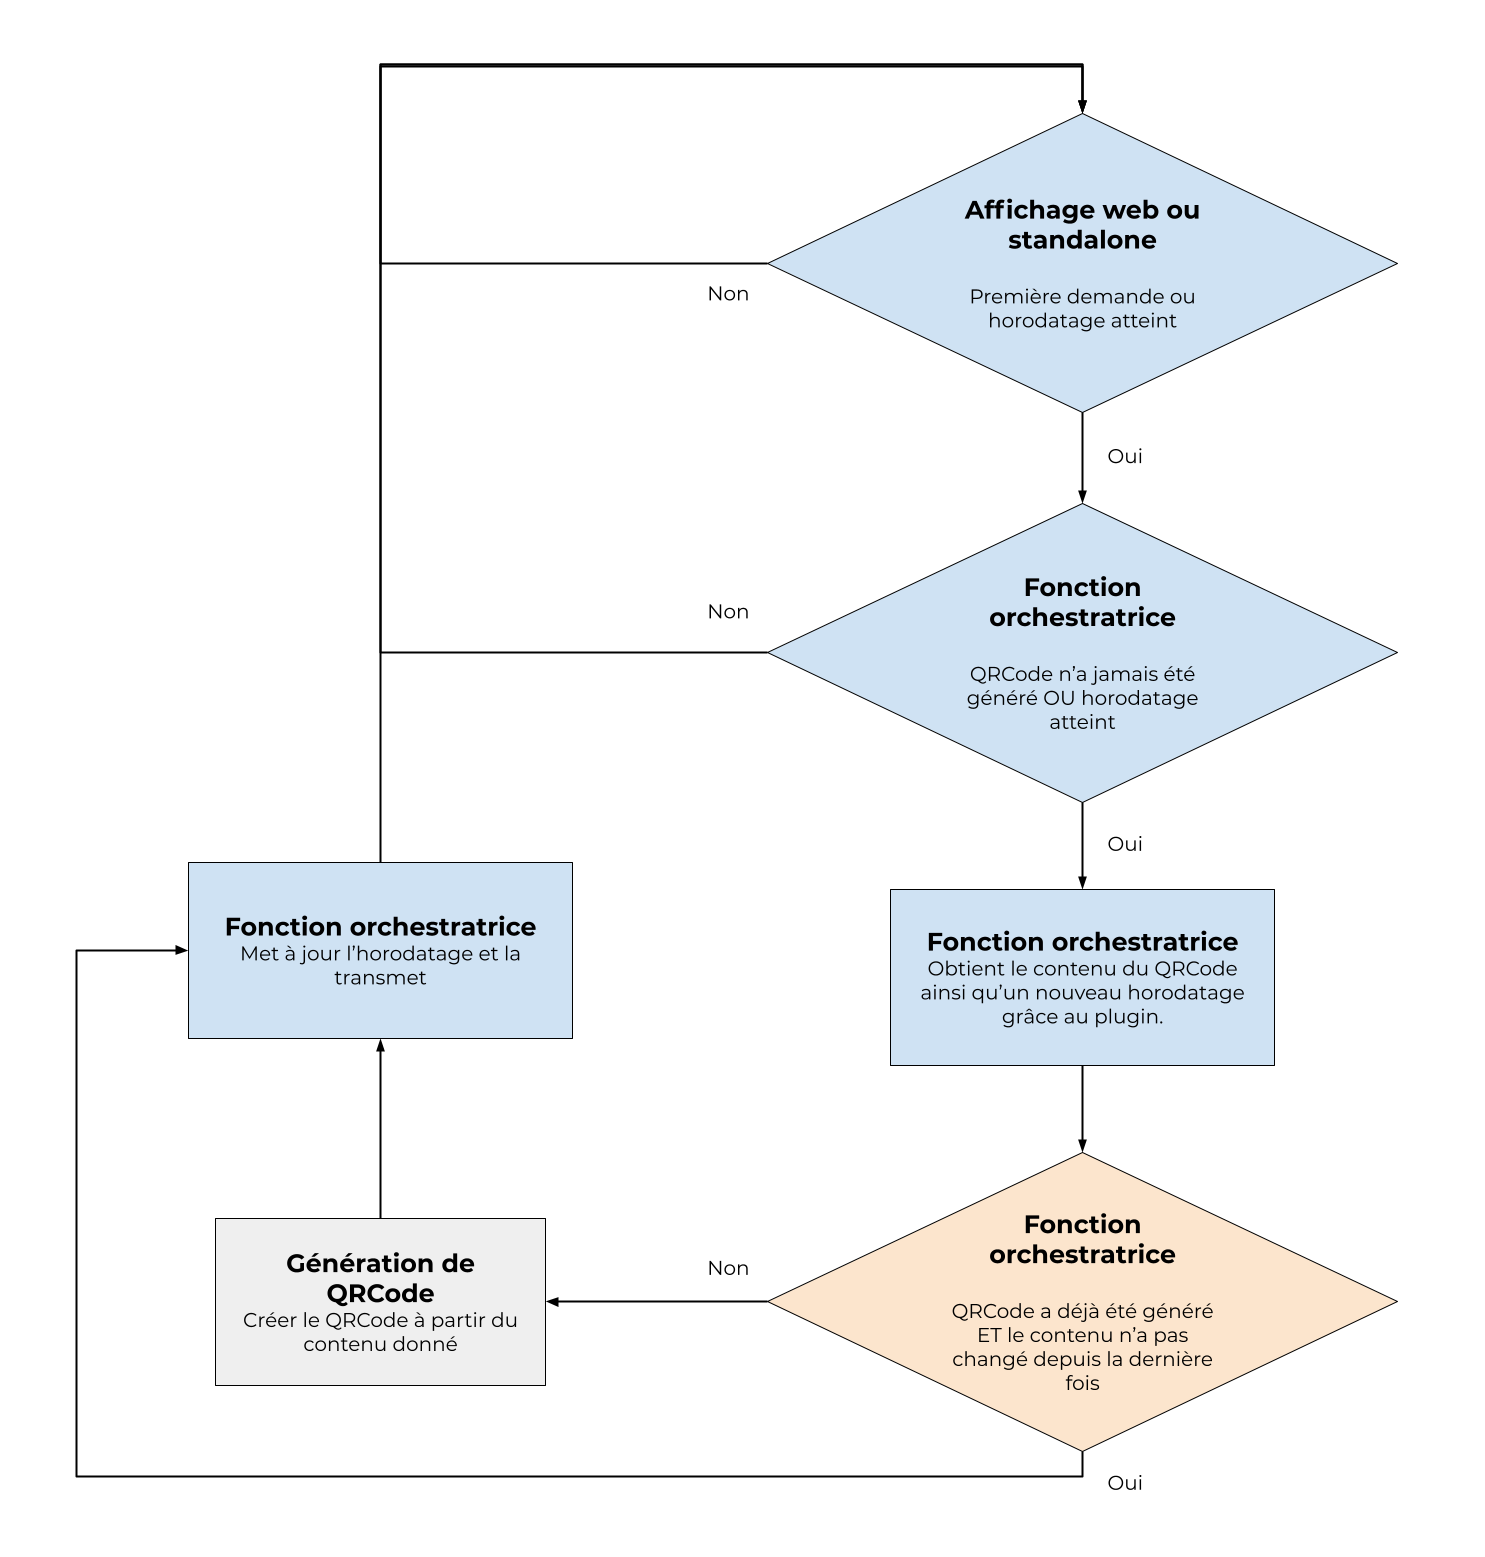 Affichage web ou
standalone
Première demande ou
horodatage atteint
Non
Oui
Fonction
orchestratrice
QRCode n’a jamais été
généré OU horodatage
atteint
Non
Oui
Fonction orchestratrice
Obtient le contenu du QRCode
ainsi qu’un nouveau horodatage
grâce au plugin.
Fonction
orchestratrice
QRCode a déjà été généré
ET le contenu n’a pas
changé depuis la dernière
fois
Non
Oui
Génération de
QRCode
Créer le QRCode à partir du
contenu donné
Fonction orchestratrice
Met à jour l’horodatage et la
transmet